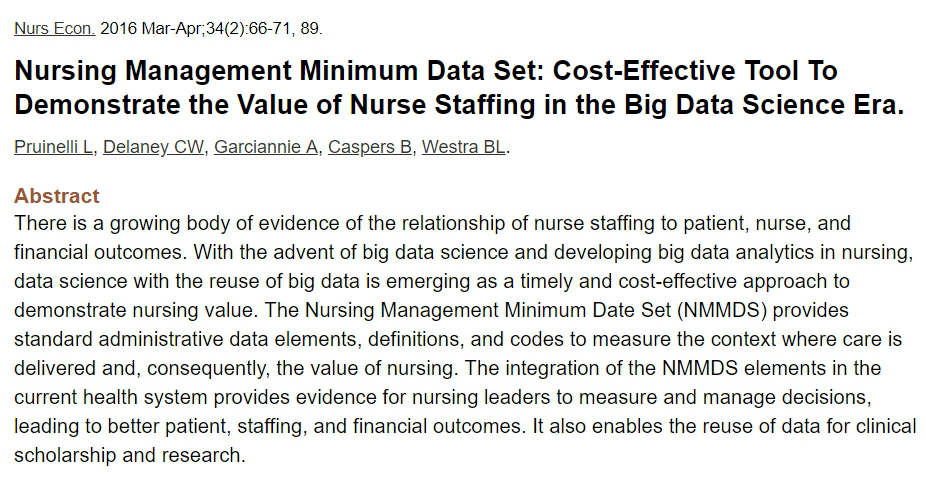 Nurs Econ. 2016 Mar-Apr;34(2):66-71, 89.
Nursing Management Minimum Data Set: Cost-Effective Tool To
Demonstrate the Value of Nurse Staffing in the Big Data Science Era.
Pruinelli L, Delaney CW, Garciannie A, Caspers B, Westra BL.
Abstract
There is a growing body of evidence of the relationship of nurse staffing to patient, nurse, and
financial outcomes. With the advent of big data science and developing big data analytics in nursing,
data science with the reuse of big data is emerging as a timely and cost-effective approach to
demonstrate nursing value. The Nursing Management Minimum Date Set (NMMDS) provides
standard administrative data elements, definitions, and codes to measure the context where care is
delivered and, consequently, the value of nursing. The integration of the NMMDS elements in the
current health system provides evidence for nursing leaders to measure and manage decisions,
leading to better patient, staffing, and financial outcomes. It also enables the reuse of data for clinical
scholarship and research.